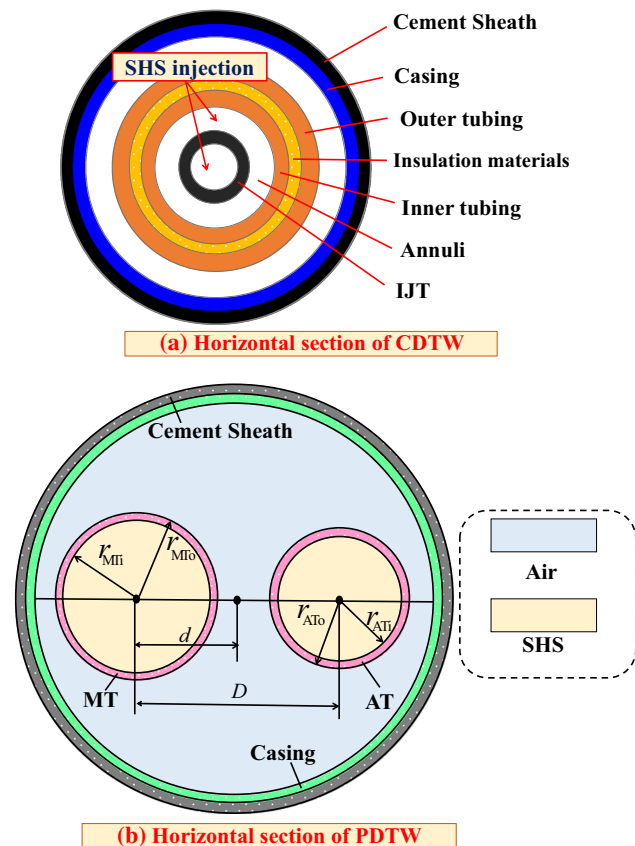 Cement Sheath
SHS injection
Casing
Outer tubing
Insulation materials
Inner tubing
Annuli
IJT
(a) Horizontal section of CDTW
Cement Sheath
rMTi
rMTo
Air
rATo
rATi
SHS
d
MT
D
AT
Casing
(b) Horizontal section of PDTW